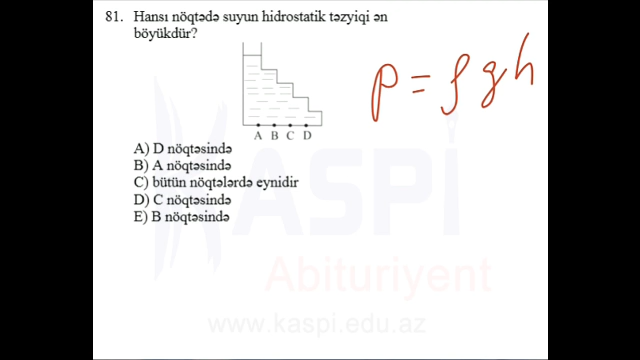 81. Hansı nöqtədə suyun hidrostatik təzyiqi ən
böyükdür?
p = ρgh
A B C D
A) D nöqtəsində
B) A nöqtəsində
C) bütün nöqtələrdə eynidir
D) C nöqtəsində
E) B nöqtəsində
KASPİ
Abituriyent
www.kaspi.edu.az